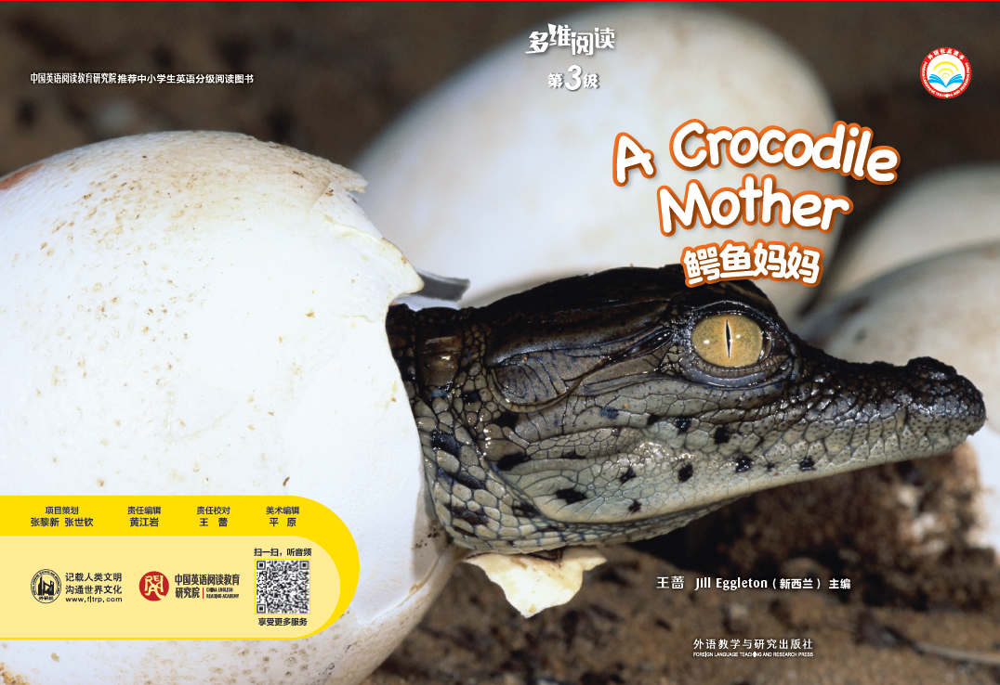 中国英语阅读教育研究院推荐中小学生英语分级阅读图书
多维阅读
第3级
A Crocodile
Mother
鳄鱼妈妈
项目策划
张黎新 张世钦
责任编辑
黄江岩
责任校对
王 蕾
美术编辑
平 原
记载人类文明
沟通世界文化
www.fltrp.com
中国英语阅读教育
研究院
CHINA ENGLISH
READING ACADEMY
扫一扫，听音频
享受更多服务
王蔷 Jill Eggleton（新西兰） 主编
外语教学与研究出版社
FOREIGN LANGUAGE TEACHING AND RESEARCH PRESS